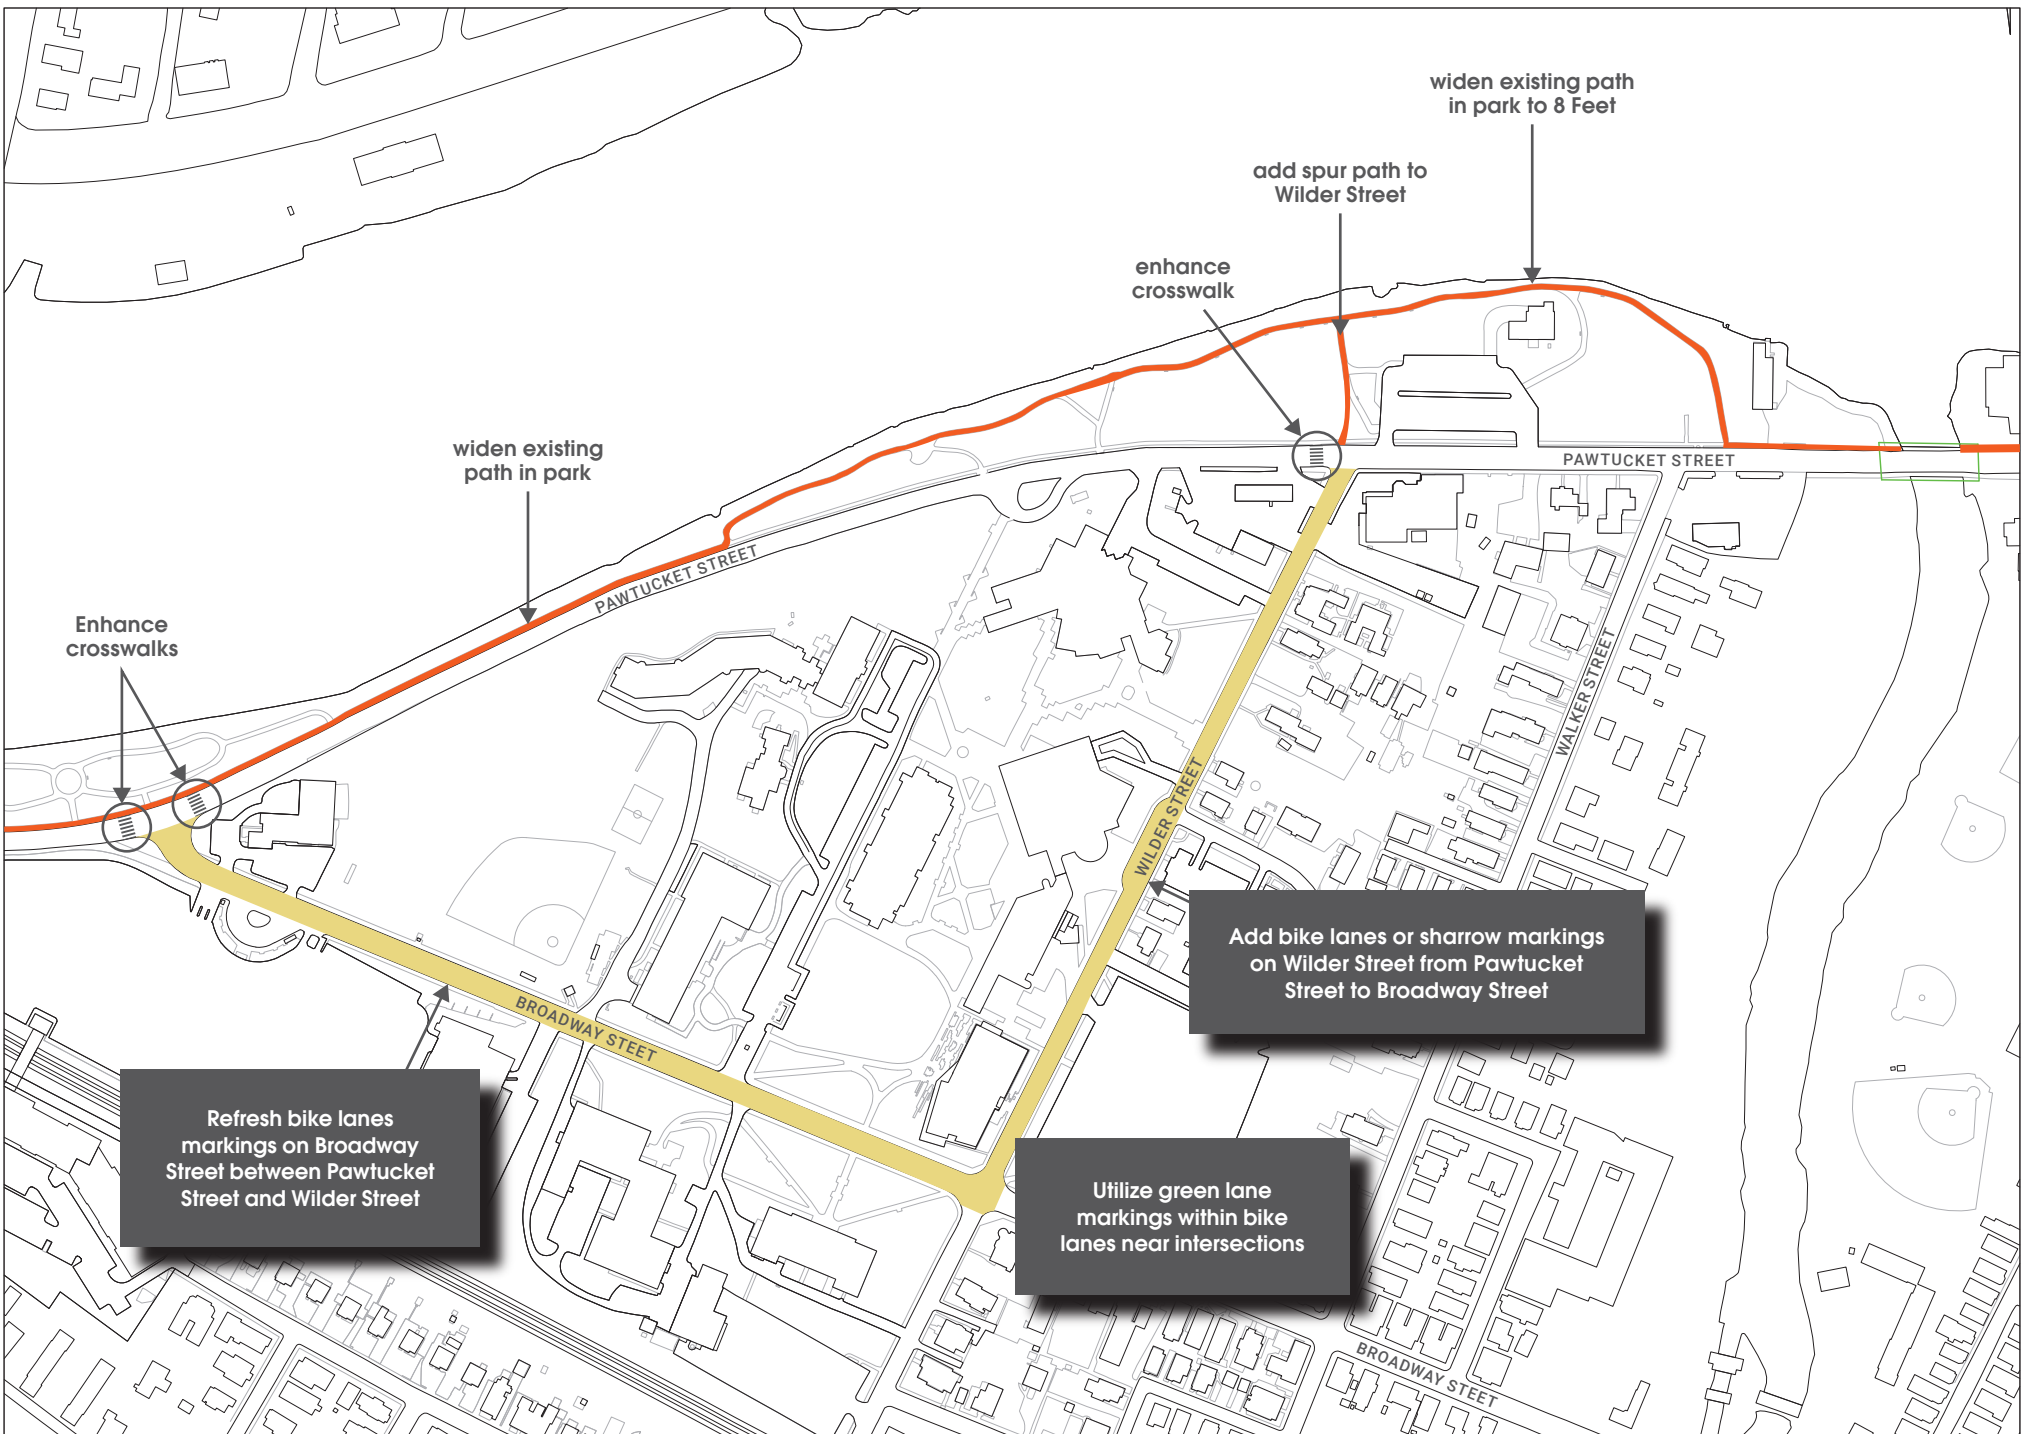 widen existing path
in park to 8 Feet
add spur path to
Wilder Street
enhance
crosswalk
widen existing
path in park
PAWTUCKET STREET
PAWTUCKET STREET
Enhance
crosswalks
WALKER STREET
WILDER STREET
Add bike lanes or sharrow markings
on Wilder Street from Pawtucket
Street to Broadway Street
BROADWAY STEET
Refresh bike lanes
markings on Broadway
Street between Pawtucket
Street and Wilder Street
Utilize green lane
markings within bike
lanes near intersections
BROADWAY STEET